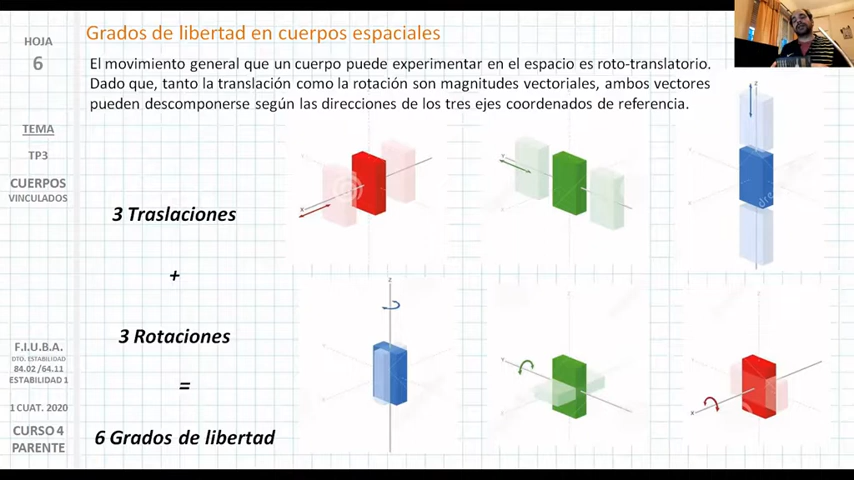 HOJA
6
TEMA
TP3
CUERPOS
VINCULADOS
F.I.U.B.A.
DTO. ESTABILIDAD
84.02 /64.11
ESTABILIDAD 1
1 CUAT. 2020
CURSO 4
PARENTE
Grados de libertad en cuerpos espaciales
El movimiento general que un cuerpo puede experimentar en el espacio es roto-translatorio.
Dado que, tanto la translación como la rotación son magnitudes vectoriales, ambos vectores
pueden descomponerse según las direcciones de los tres ejes coordenados de referencia.
3 Traslaciones
+
3 Rotaciones
=
6 Grados de libertad
X
Z
X